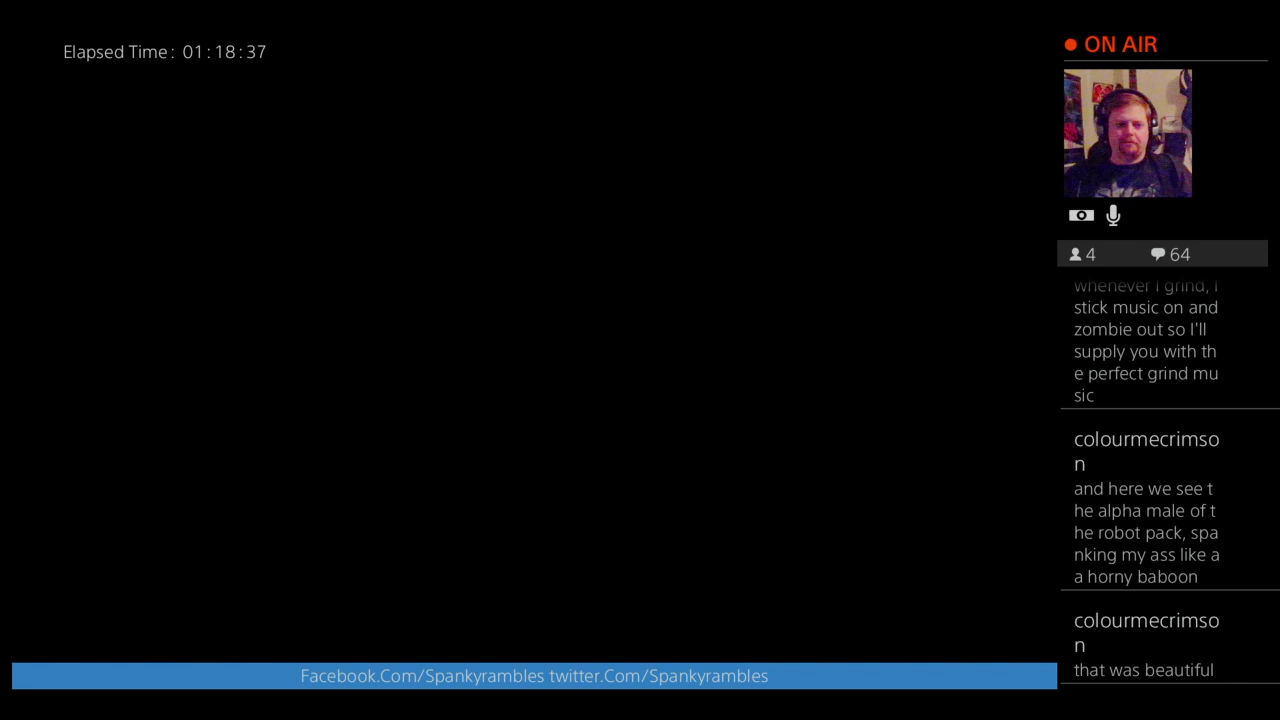 Elapsed Time: 01:18:37
ON AIR
4 64
whenever I grind, I
stick music on and
zombie out so I'll
supply you with th
e perfect grind mu
sic
colourmecrimso
n
and here we see t
he alpha male of t
he robot pack, spa
nking my ass like a
a horny baboon
colourmecrimso
n
that was beautiful
Facebook.Com/Spankyrambles twitter.Com/Spankyrambles